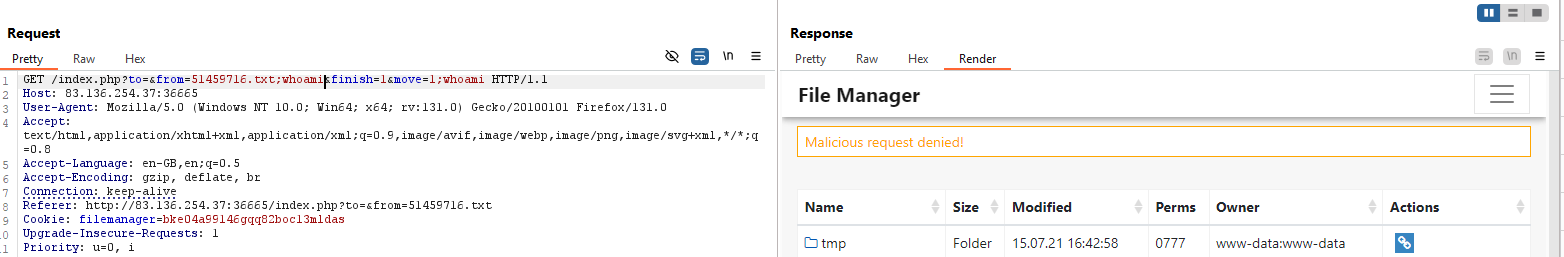 Request
Pretty Raw Hex
\n
1 GET /index.php?to=&from=51459716.txt;whoami&finish=1&move=1;whoami HTTP/1.1
2 Host: 83.136.254.37:36665
3 User-Agent: Mozilla/5.0 (Windows NT 10.0; Win64; x64; rv:131.0) Gecko/20100101 Firefox/131.0
4 Accept:
text/html,application/xhtml+xml,application/xml;q=0.9,image/avif,image/webp,image/png,image/svg+xml,*/*;q
=0.8
5 Accept-Language: en-GB,en;q=0.5
6 Accept-Encoding: gzip, deflate, br
7 Connection: keep-alive
8 Referer: http://83.136.254.37:36665/index.php?to=&from=51459716.txt
9 Cookie: filemanager=bke04a99146gqq82boc13m1das
10 Upgrade-Insecure-Requests: 1
11 Priority: u=0, i
Response
Pretty Raw Hex Render
\n
File Manager
Malicious request denied!
Name Size Modified Perms Owner Actions
tmp Folder 15.07.21 16:42:58 0777 www-data:www-data